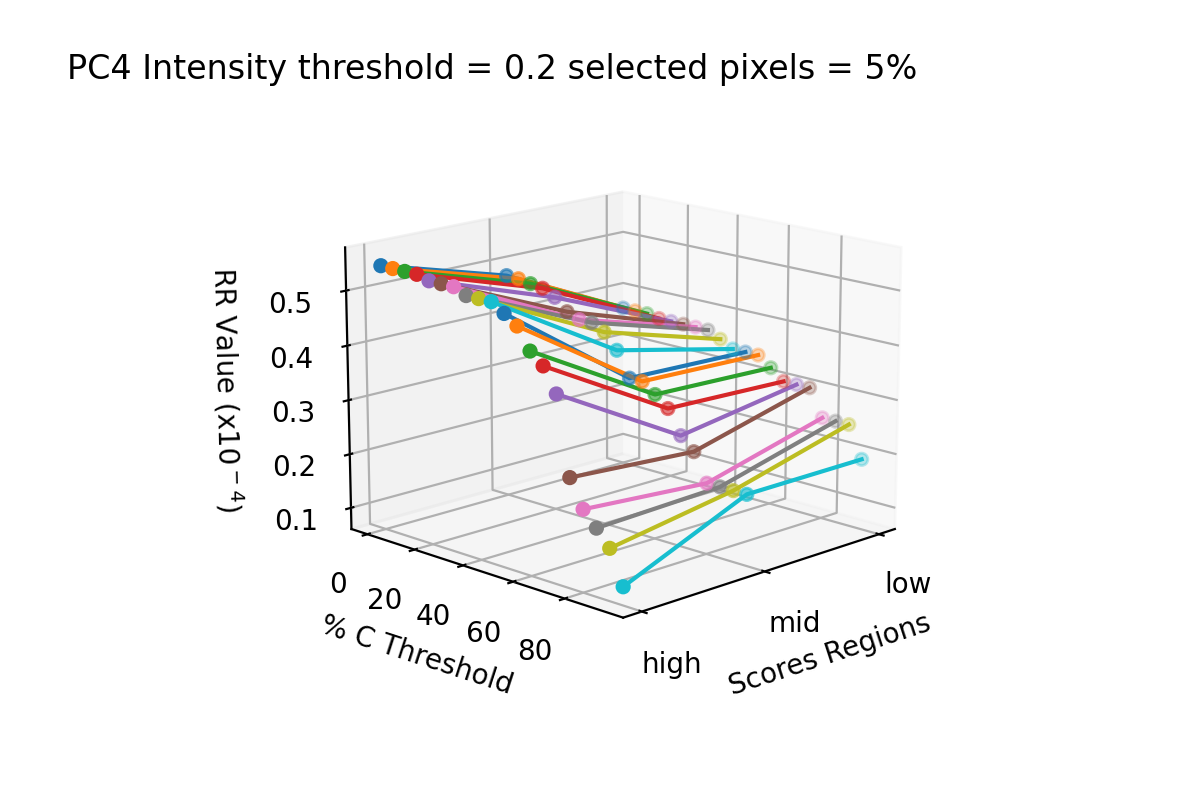 PC4 Intensity threshold = 0.2 selected pixels = 5%
RR Value (x10⁻⁴)
0.5
0.4
0.3
0.2
0.1
0
20
40
60
80
% C Threshold
high
mid
low
Scores Regions